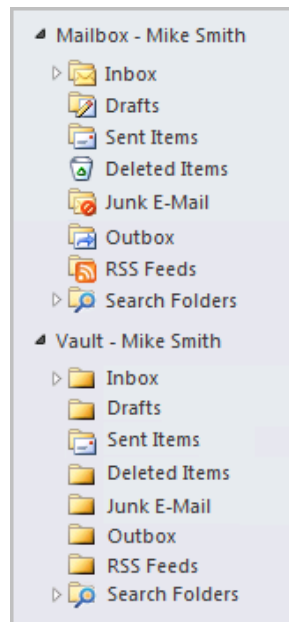 Mailbox - Mike Smith
Inbox
Drafts
Sent Items
Deleted Items
Junk E-Mail
Outbox
RSS Feeds
Search Folders
Vault - Mike Smith
Inbox
Drafts
Sent Items
Deleted Items
Junk E-Mail
Outbox
RSS Feeds
Search Folders